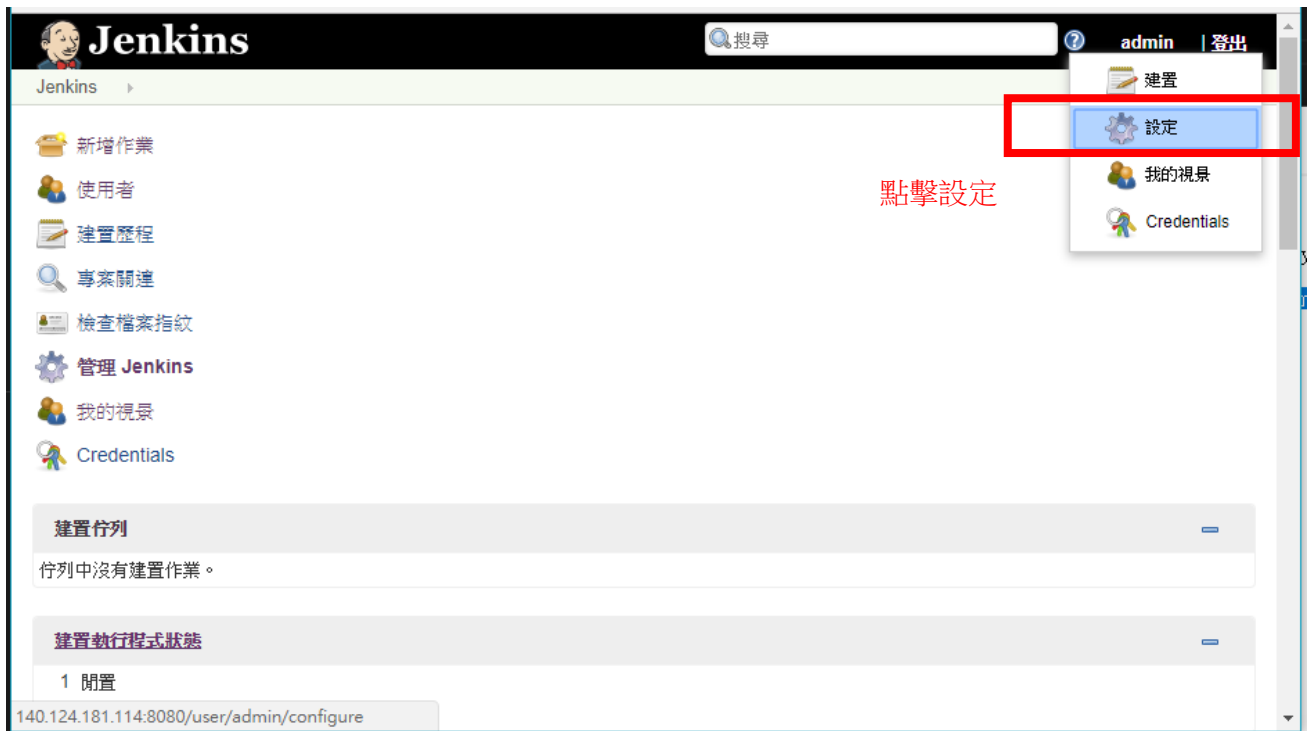 Jenkins
搜尋
admin | 登出
Jenkins
建置
設定
我的視景
Credentials
點擊設定
新增作業
使用者
建置歷程
專案關連
檢查檔案指紋
管理 Jenkins
我的視景
Credentials
建置佇列
佇列中沒有建置作業。
建置執行程式狀態
1 閒置
140.124.181.114:8080/user/admin/configure